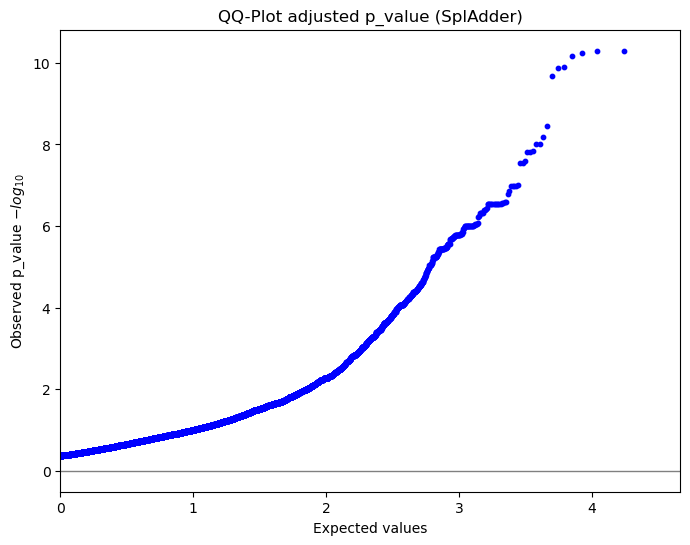 QQ-Plot adjusted p_value (SplAdder)
Observed p_value −log₁₀
10
8
6
4
2
0
0 1 2 3 4
Expected values